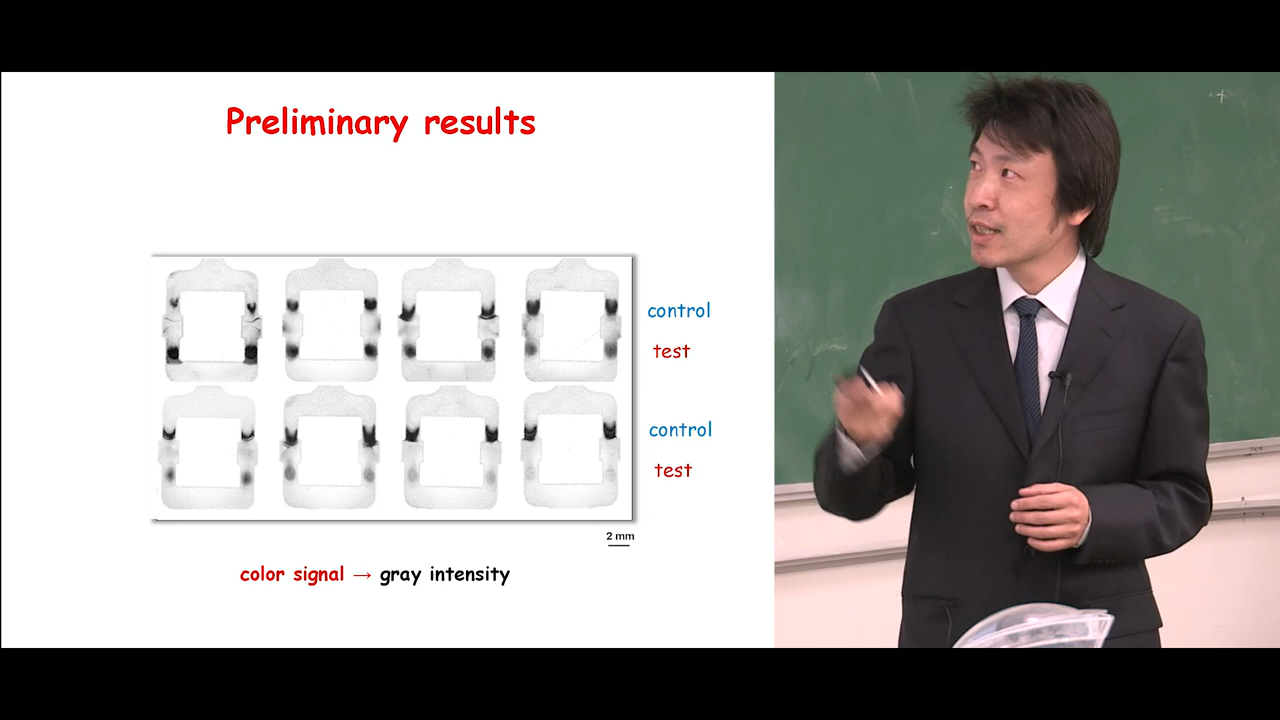 Preliminary results
control
test
control
test
2 mm
color signal → gray intensity